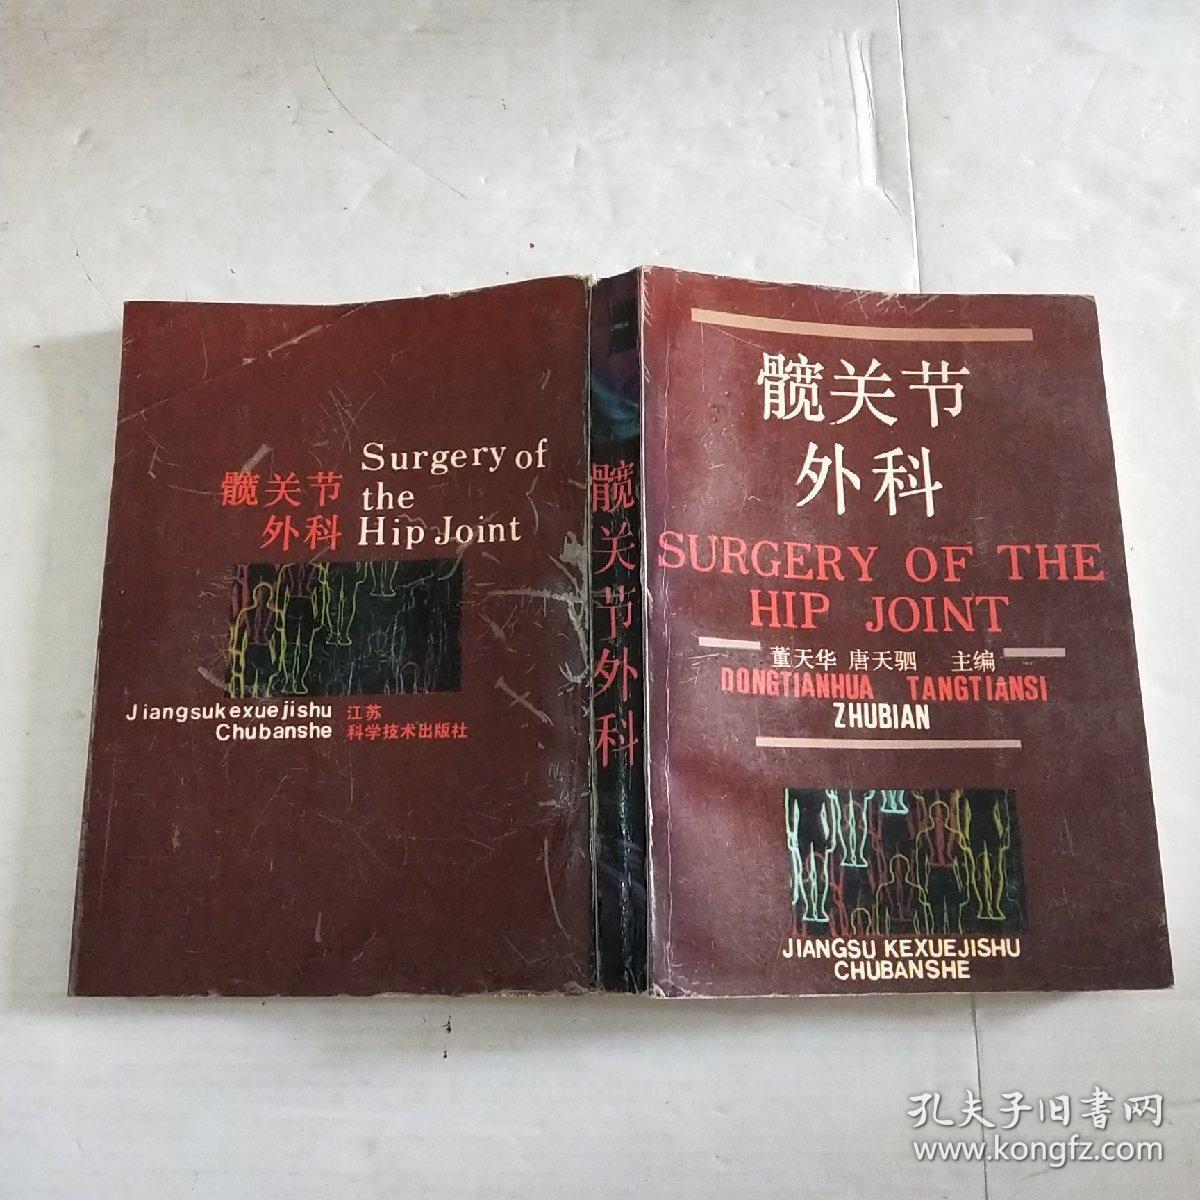 髋关节
外科
Surgery of
the
Hip Joint
Jiangsukexuejishu
Chubanshe
江苏
科学技术出版社
髋关节外科
髋关节
外科
SURGERY OF THE
HIP JOINT
董天华 唐天驷 主编
DONGTIANHUA TANGTIANSI
ZHUBIAN
JIANGSU KEXUEJISHU
CHUBANSHE
孔夫子旧书网
www.kongfz.com